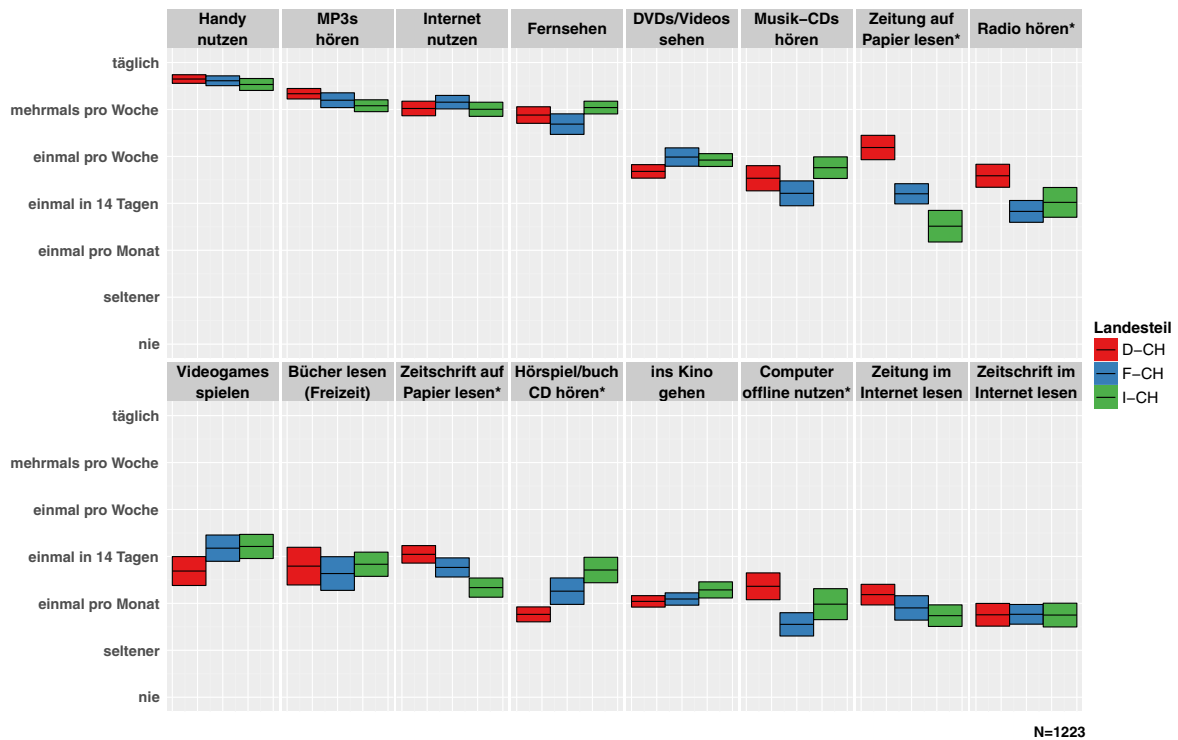 Handy
nutzen
MP3s
hören
Internet
nutzen
Fernsehen
DVDs/Videos
sehen
Musik−CDs
hören
Zeitung auf
Papier lesen*
Radio hören*
täglich
mehrmals pro Woche
einmal pro Woche
einmal in 14 Tagen
einmal pro Monat
seltener
nie
Videogames
spielen
Bücher lesen
(Freizeit)
Zeitschrift auf
Papier lesen*
Hörspiel/buch
CD hören*
ins Kino
gehen
Computer
offline nutzen*
Zeitung im
Internet lesen
Zeitschrift im
Internet lesen
täglich
mehrmals pro Woche
einmal pro Woche
einmal in 14 Tagen
einmal pro Monat
seltener
nie
Landesteil
D−CH
F−CH
I−CH
N=1223